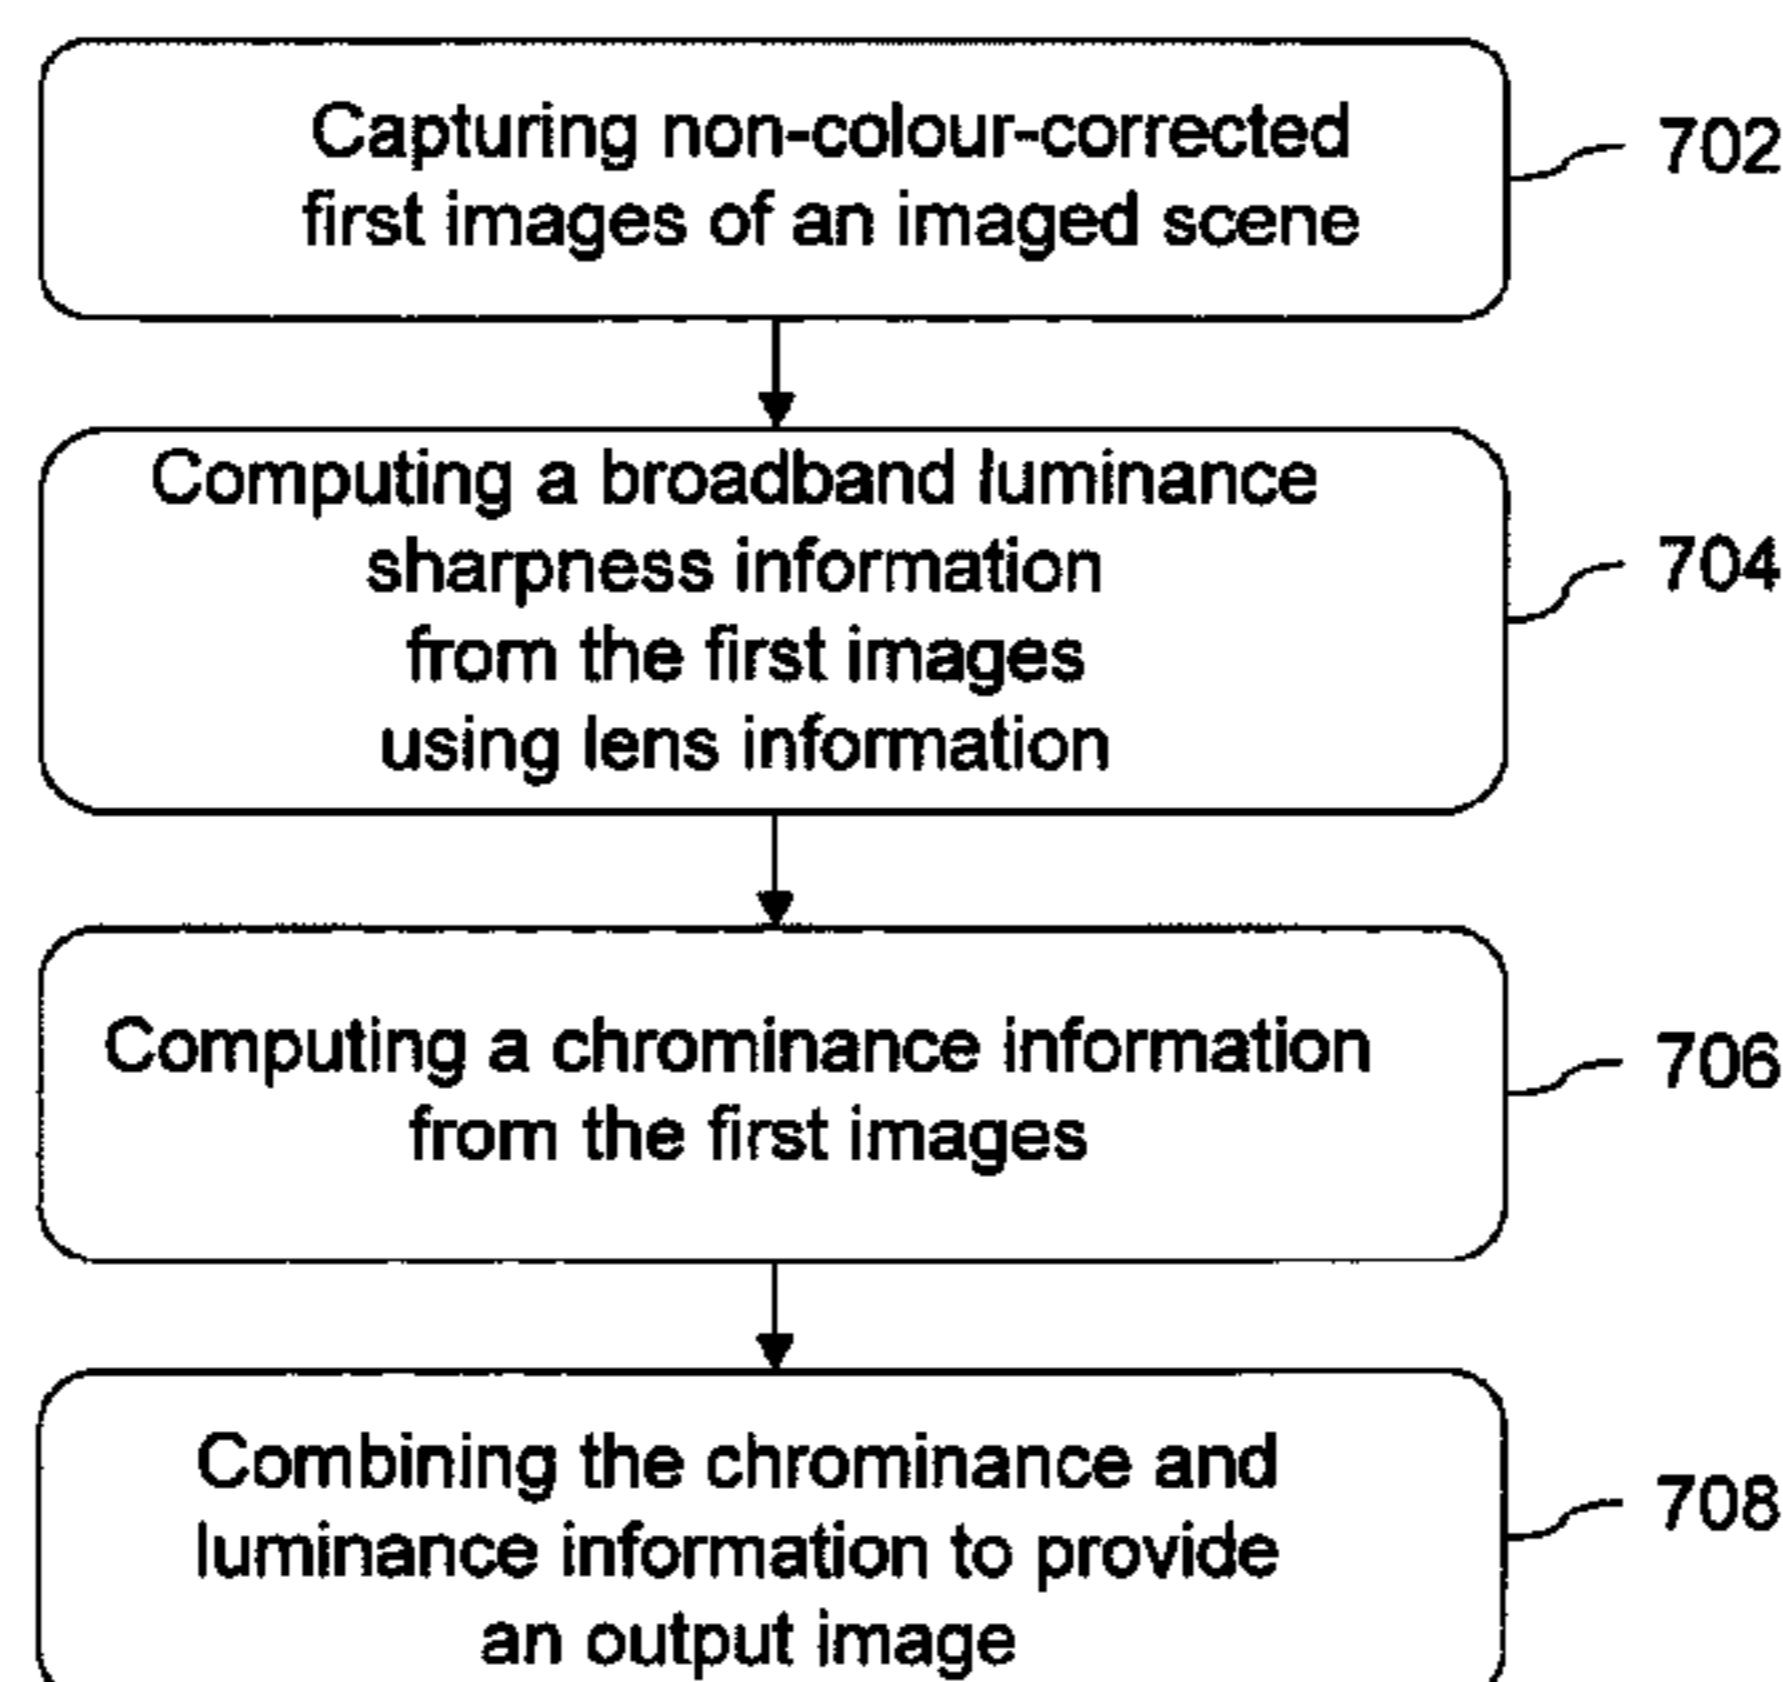 Capturing non-colour-corrected
first images of an imaged scene
702
Computing a broadband luminance
sharpness information
from the first images
using lens information
704
Computing a chrominance information
from the first images
706
Combining the chrominance and
luminance information to provide
an output image
708